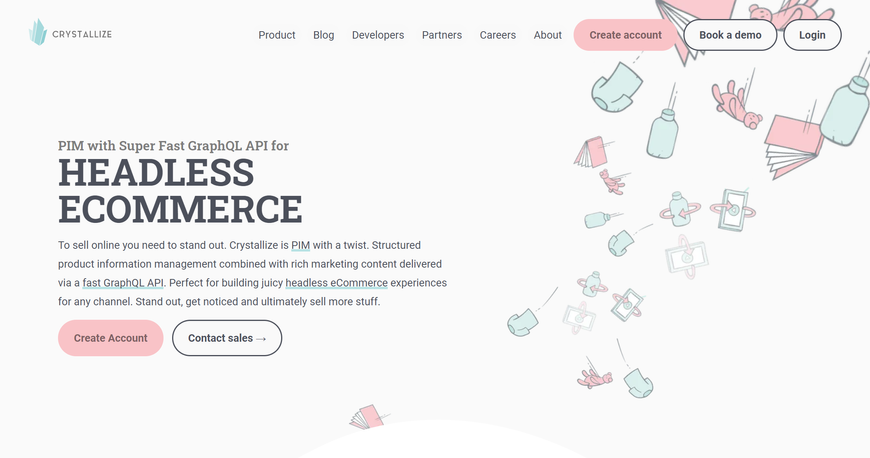 CRYSTALLIZE
Product Blog Developers Partners Careers About Create account Book a demo Login
PIM with Super Fast GraphQL API for
HEADLESS
ECOMMERCE
To sell online you need to stand out. Crystallize is PIM with a twist. Structured
product information management combined with rich marketing content delivered
via a fast GraphQL API. Perfect for building juicy headless eCommerce experiences
for any channel. Stand out, get noticed and ultimately sell more stuff.
Create Account Contact sales →